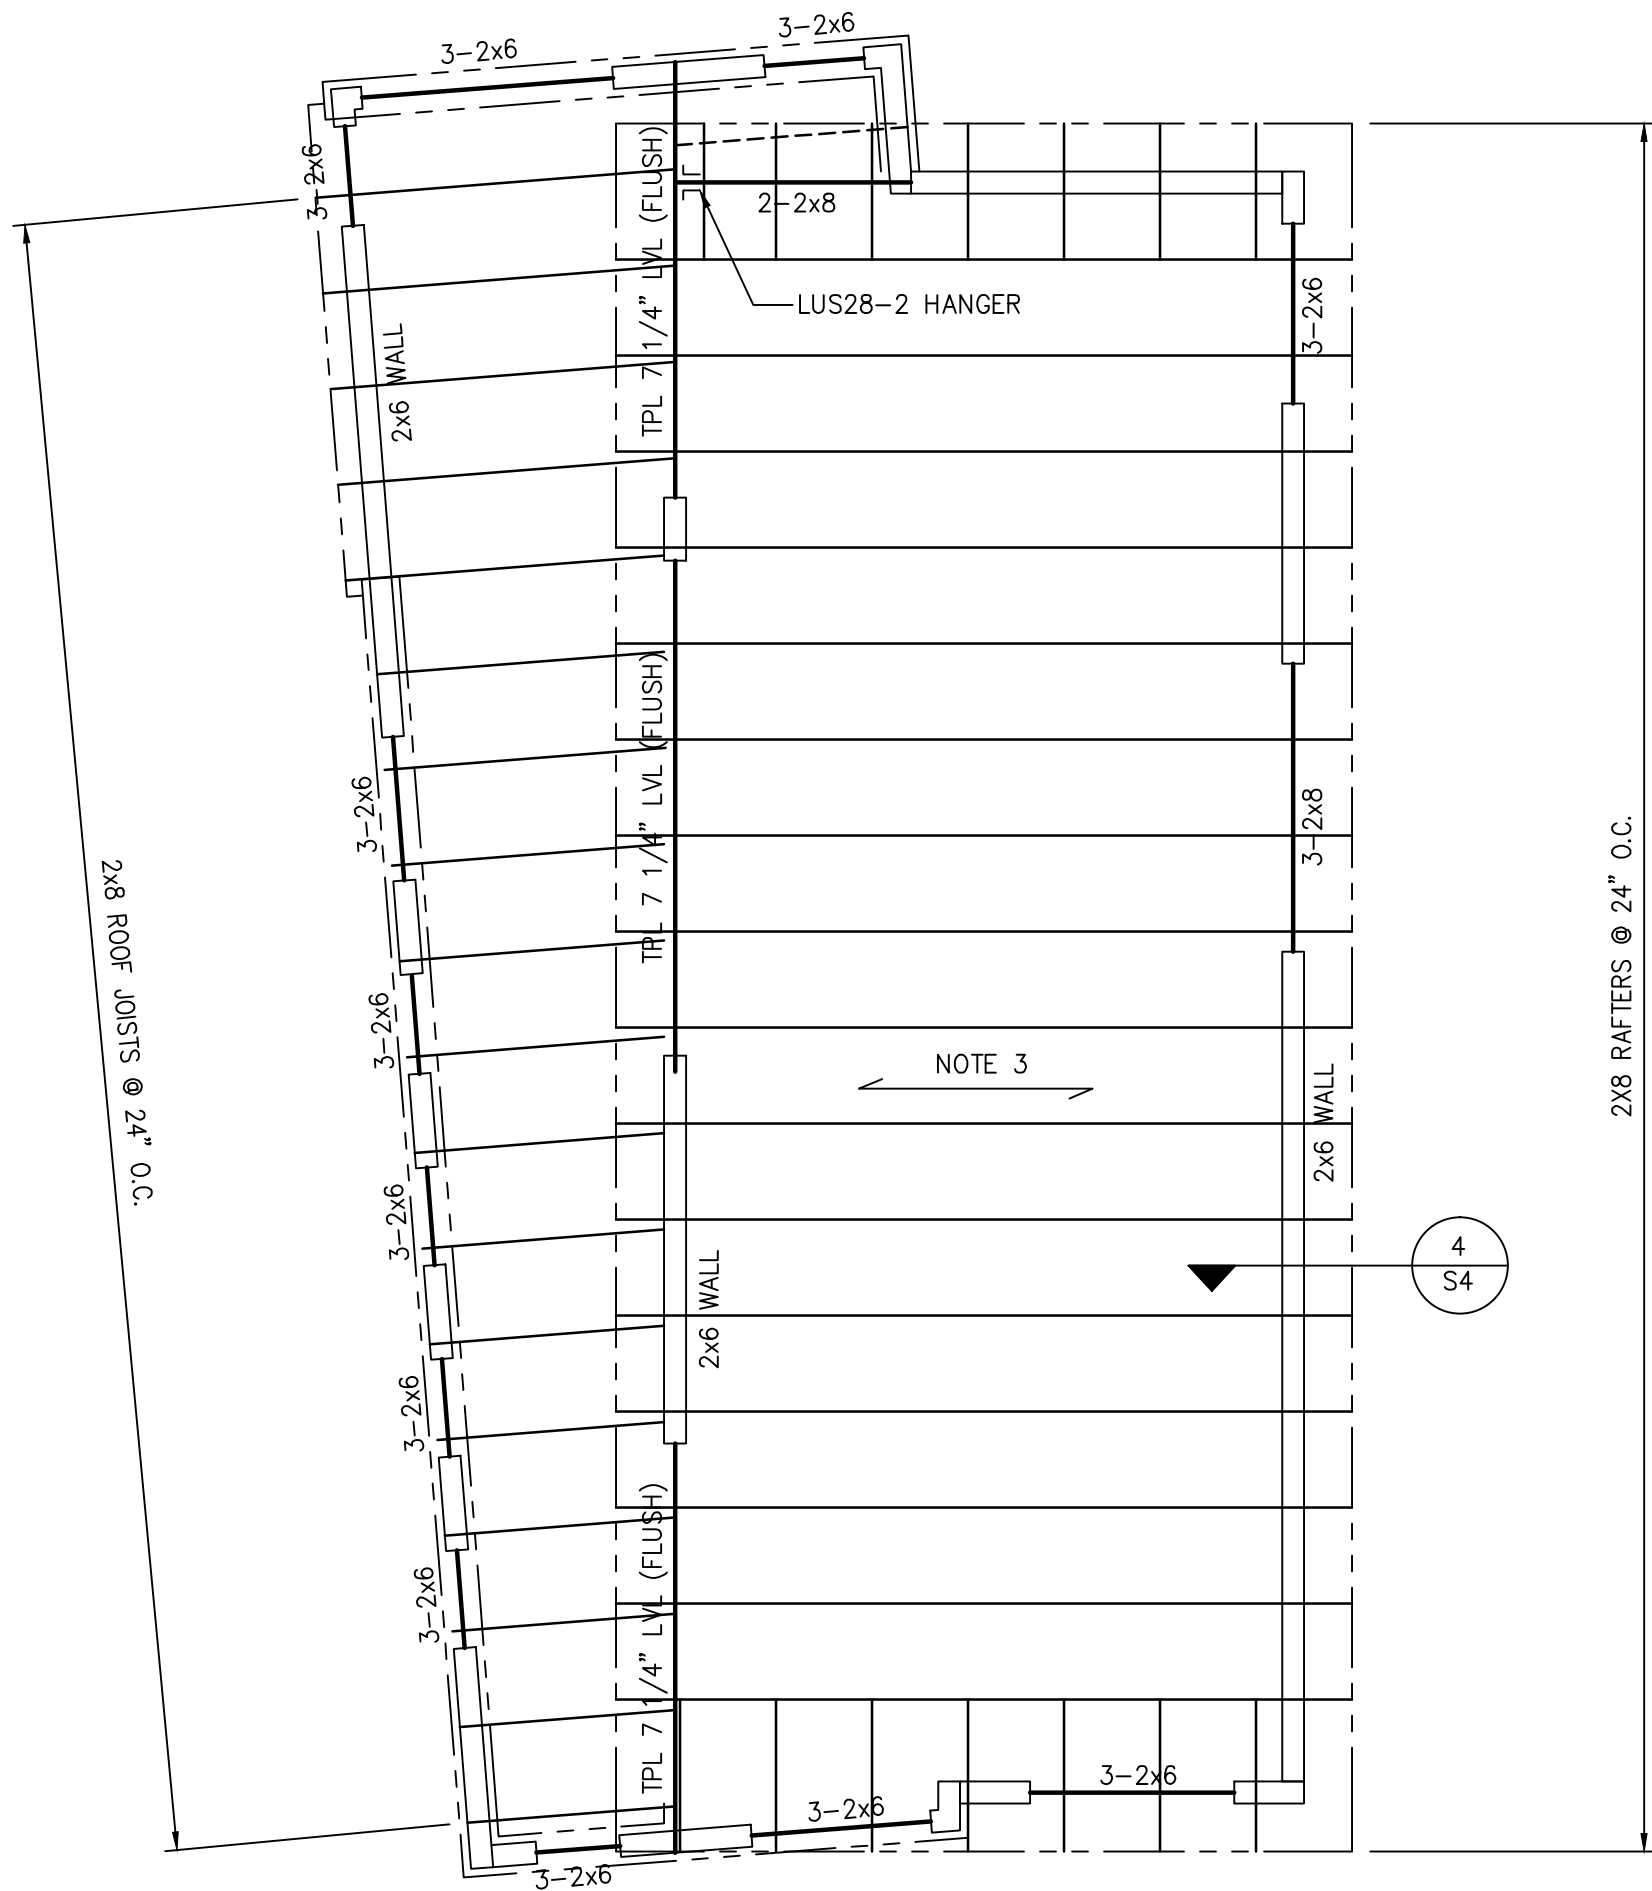 3-2x6
3-2x6
3-2x6
TPL 7 1/4" LVL (FLUSH)
2-2x8
LUS28-2 HANGER
3-2x6
2x6 WALL
TPL 7 1/4" LVL (FLUSH)
3-2x6
3-2x8
2x8 ROOF JOISTS @ 24" O.C.
2X8 RAFTERS @ 24" O.C.
3-2x6
NOTE 3
2x6 WALL
3-2x6
2x6 WALL
4
S4
3-2x6
TPL 7 1/4" LVL (FLUSH)
3-2x6
3-2x6
3-2x6
3-2x6